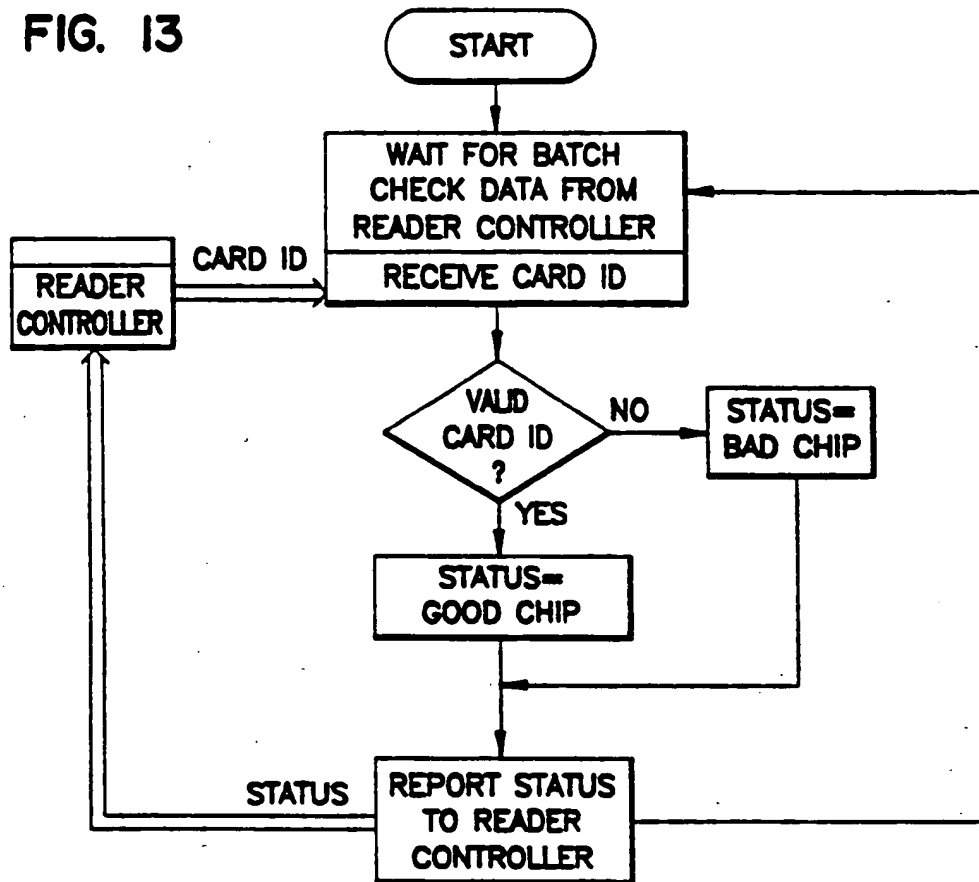 FIG. 13
START
WAIT FOR BATCH
CHECK DATA FROM
READER CONTROLLER
RECEIVE CARD ID
CARD ID
READER
CONTROLLER
VALID
CARD ID
?
NO
STATUS=
BAD CHIP
YES
STATUS=
GOOD CHIP
STATUS
REPORT STATUS
TO READER
CONTROLLER